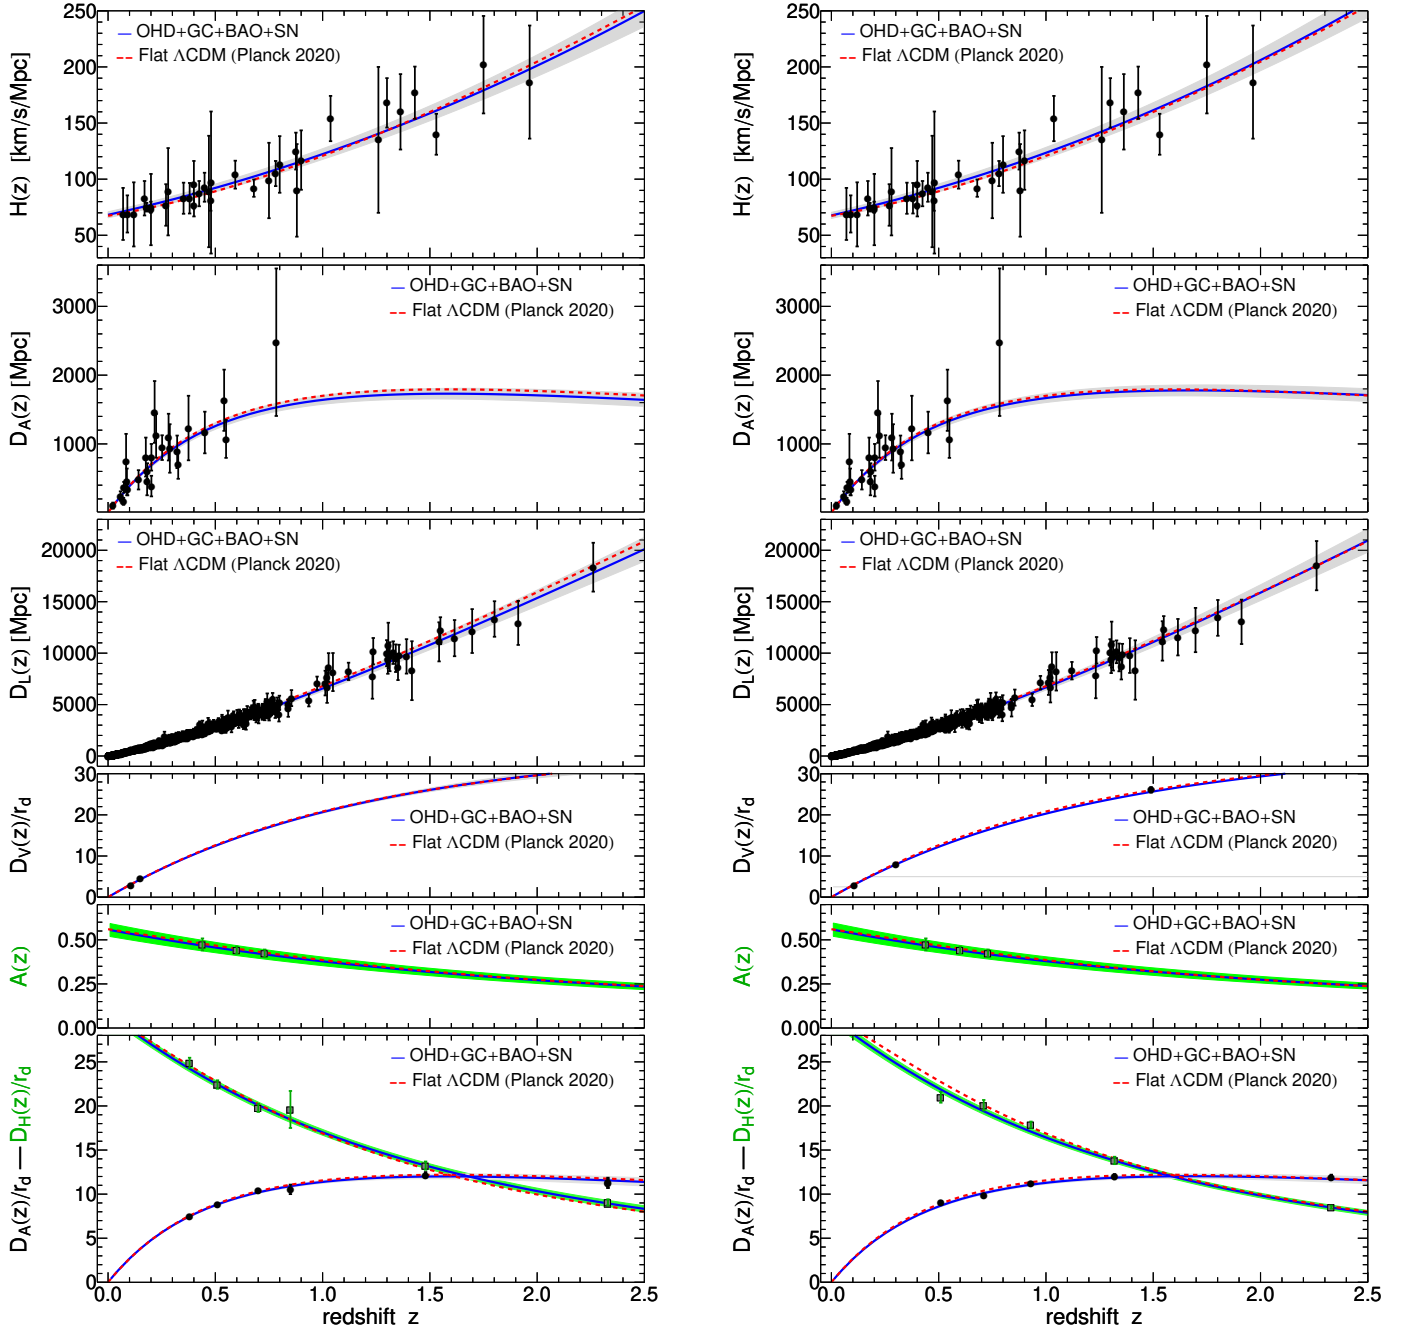 250
200
150
100
50
H(z) [km/s/Mpc]
OHD+GC+BAO+SN
Flat ΛCDM (Planck 2020)
3000
2000
1000
D_A(z) [Mpc]
OHD+GC+BAO+SN
Flat ΛCDM (Planck 2020)
20000
15000
10000
5000
0
D_L(z) [Mpc]
OHD+GC+BAO+SN
Flat ΛCDM (Planck 2020)
30
20
10
0
D_V(z)/r_d
OHD+GC+BAO+SN
Flat ΛCDM (Planck 2020)
0.50
0.25
0.00
A(z)
OHD+GC+BAO+SN
Flat ΛCDM (Planck 2020)
25
20
15
10
5
0
D_A(z)/r_d — D_H(z)/r_d
OHD+GC+BAO+SN
Flat ΛCDM (Planck 2020)
0.0 0.5 1.0 1.5 2.0 2.5
redshift z
250
200
150
100
50
H(z) [km/s/Mpc]
OHD+GC+BAO+SN
Flat ΛCDM (Planck 2020)
3000
2000
1000
D_A(z) [Mpc]
OHD+GC+BAO+SN
Flat ΛCDM (Planck 2020)
20000
15000
10000
5000
0
D_L(z) [Mpc]
OHD+GC+BAO+SN
Flat ΛCDM (Planck 2020)
30
20
10
0
D_V(z)/r_d
OHD+GC+BAO+SN
Flat ΛCDM (Planck 2020)
0.50
0.25
0.00
A(z)
OHD+GC+BAO+SN
Flat ΛCDM (Planck 2020)
25
20
15
10
5
0
D_A(z)/r_d — D_H(z)/r_d
OHD+GC+BAO+SN
Flat ΛCDM (Planck 2020)
0.0 0.5 1.0 1.5 2.0 2.5
redshift z